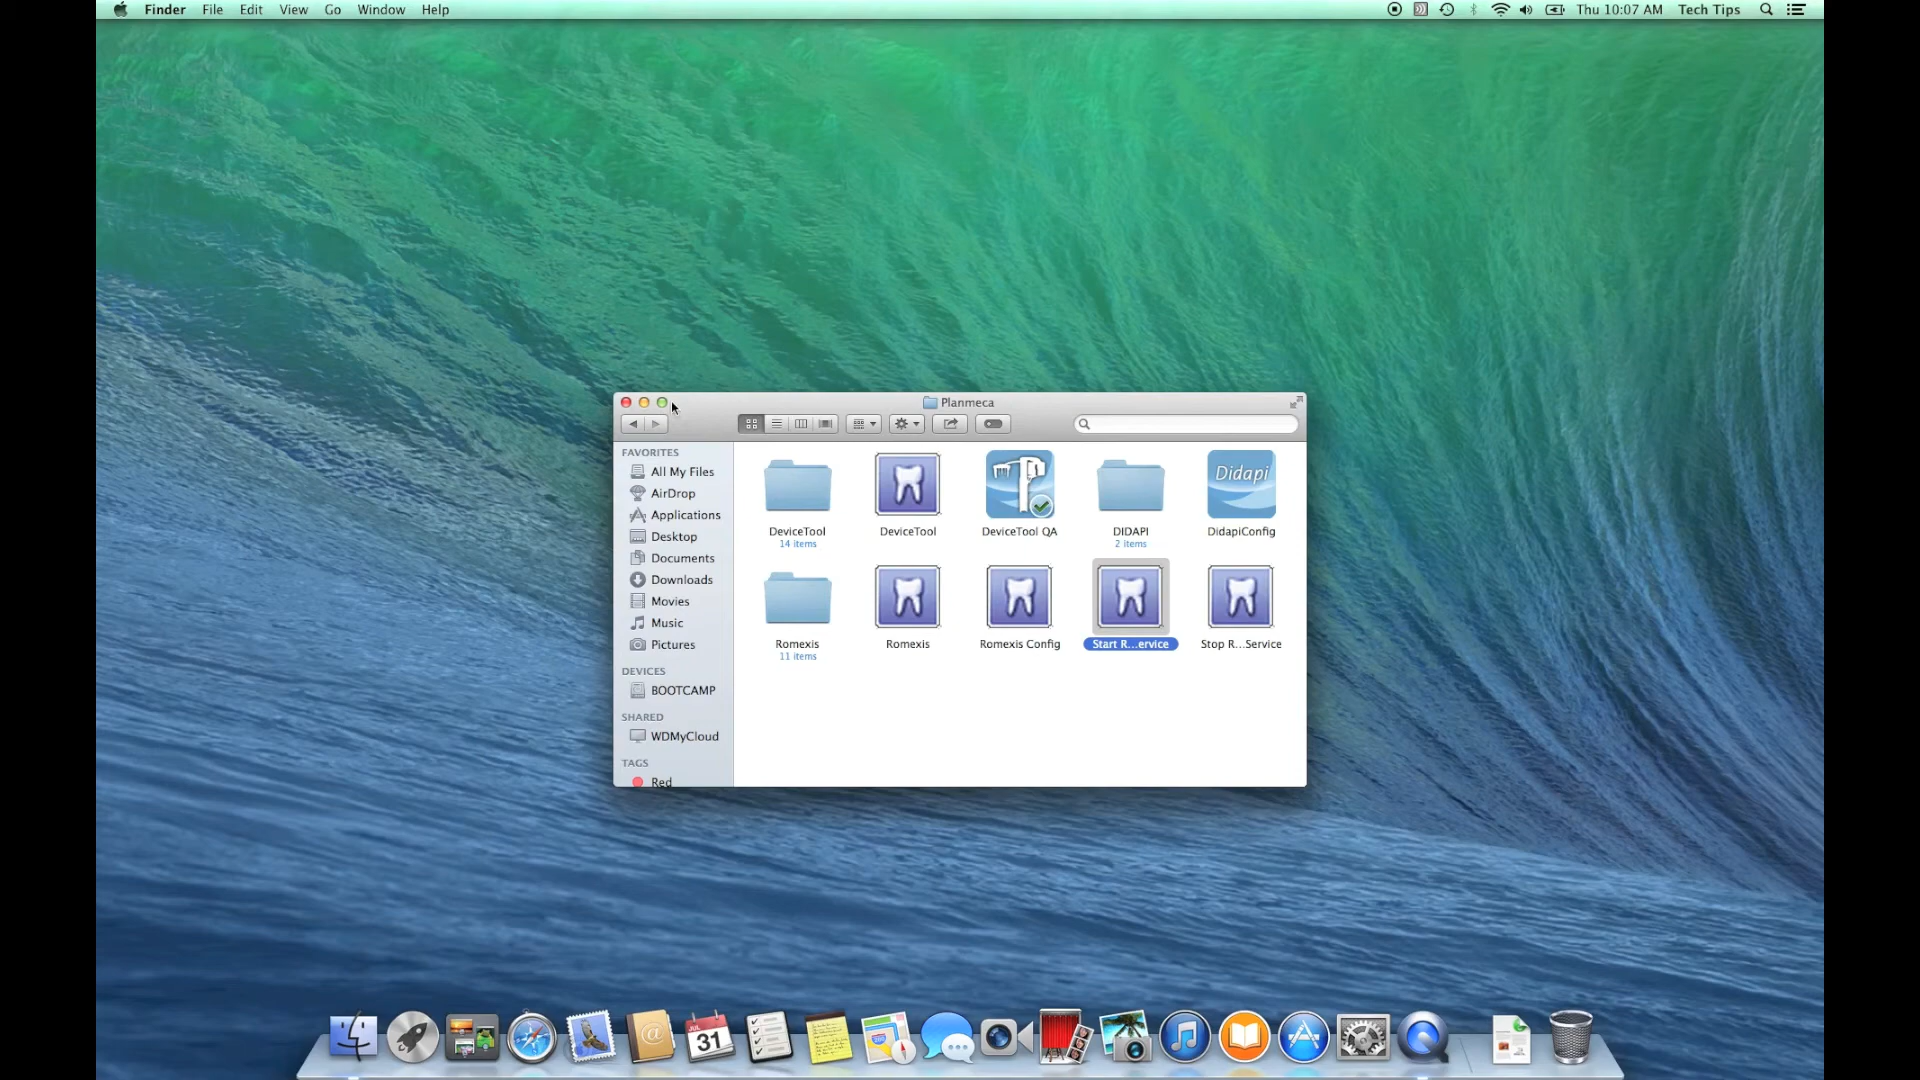 Finder File Edit View Go Window Help
Thu 10:07 AM Tech Tips
Planmeca
FAVORITES
All My Files
AirDrop
Applications
Desktop
Documents
Downloads
Movies
Music
Pictures
DEVICES
BOOTCAMP
SHARED
WDMyCloud
TAGS
Red
Didapi
DeviceTool DeviceTool DeviceTool QA DIDAPI DidapiConfig
14 items 2 items
Romexis Romexis Romexis Config Start R...ervice Stop R...Service
11 items
JUL
31